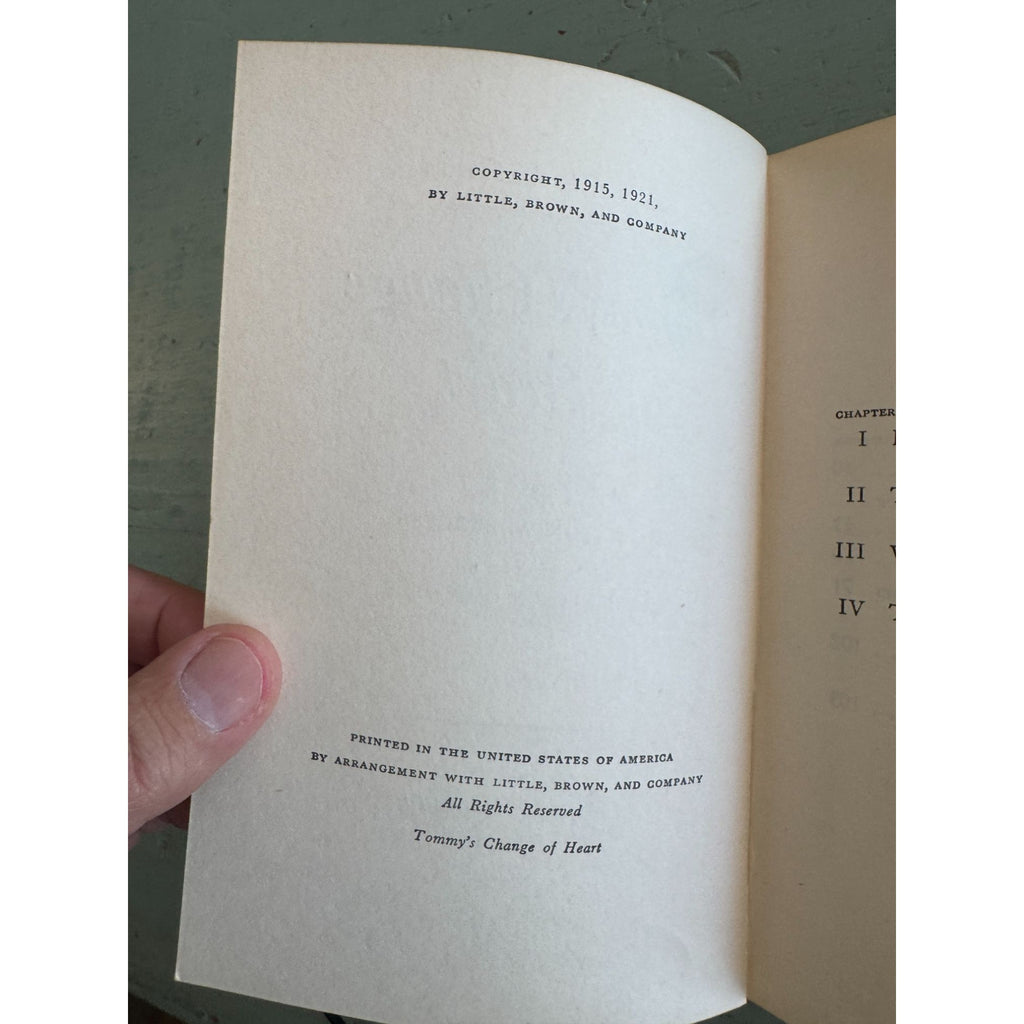 COPYRIGHT, 1915, 1921,
BY LITTLE, BROWN, AND COMPANY
PRINTED IN THE UNITED STATES OF AMERICA
BY ARRANGEMENT WITH LITTLE, BROWN, AND COMPANY
All Rights Reserved
Tommy's Change of Heart
CHAPTER
I
II
III
IV